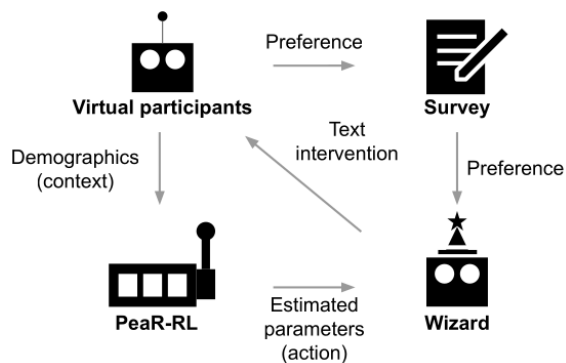 Preference
Virtual participants
Survey
Text
intervention
Demographics
(context)
Preference
PeaR-RL
Estimated
parameters
(action)
Wizard